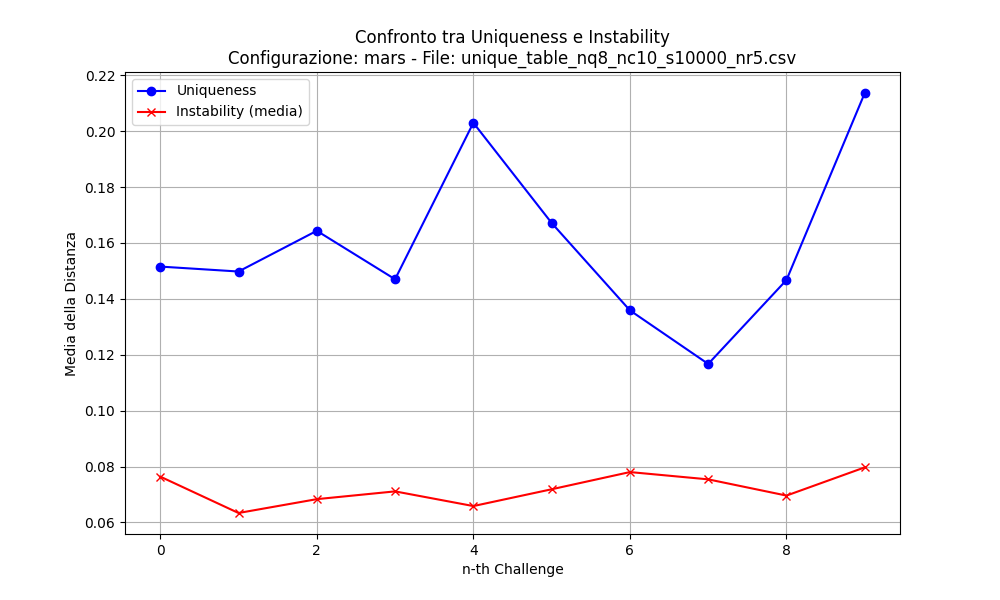 Confronto tra Uniqueness e Instability
Configurazione: mars - File: unique_table_nq8_nc10_s10000_nr5.csv
Uniqueness
Instability (media)
Media della Distanza
0.22
0.20
0.18
0.16
0.14
0.12
0.10
0.08
0.06
0 2 4 6 8
n-th Challenge